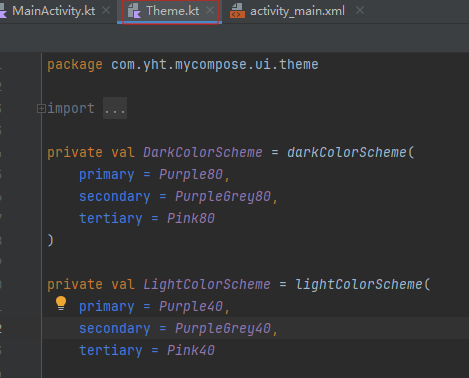 MainActivity.kt Theme.kt activity_main.xml
package com.yht.mycompose.ui.theme
import ...
private val DarkColorScheme = darkColorScheme(
primary = Purple80,
secondary = PurpleGrey80,
tertiary = Pink80
)
private val LightColorScheme = lightColorScheme(
primary = Purple40,
secondary = PurpleGrey40,
tertiary = Pink40